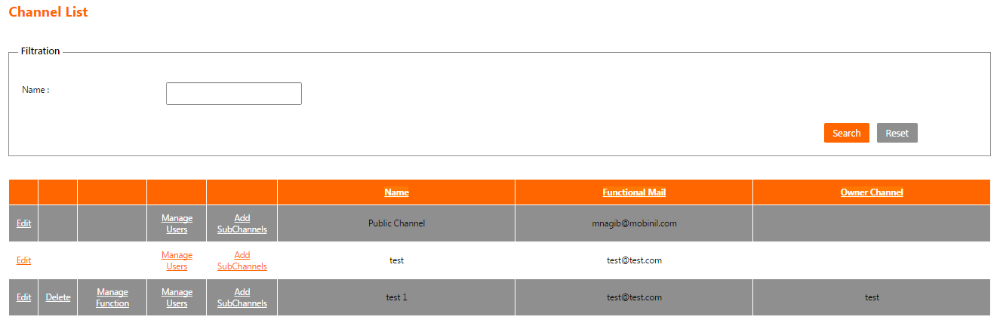 Channel List
Filtration
Name :
Search Reset
Name Functional Mail Owner Channel
Edit Manage Users Add SubChannels Public Channel mnagib@mobinil.com
Edit Manage Users Add SubChannels test test@test.com
Edit Delete Manage Function Manage Users Add SubChannels test 1 test@test.com test